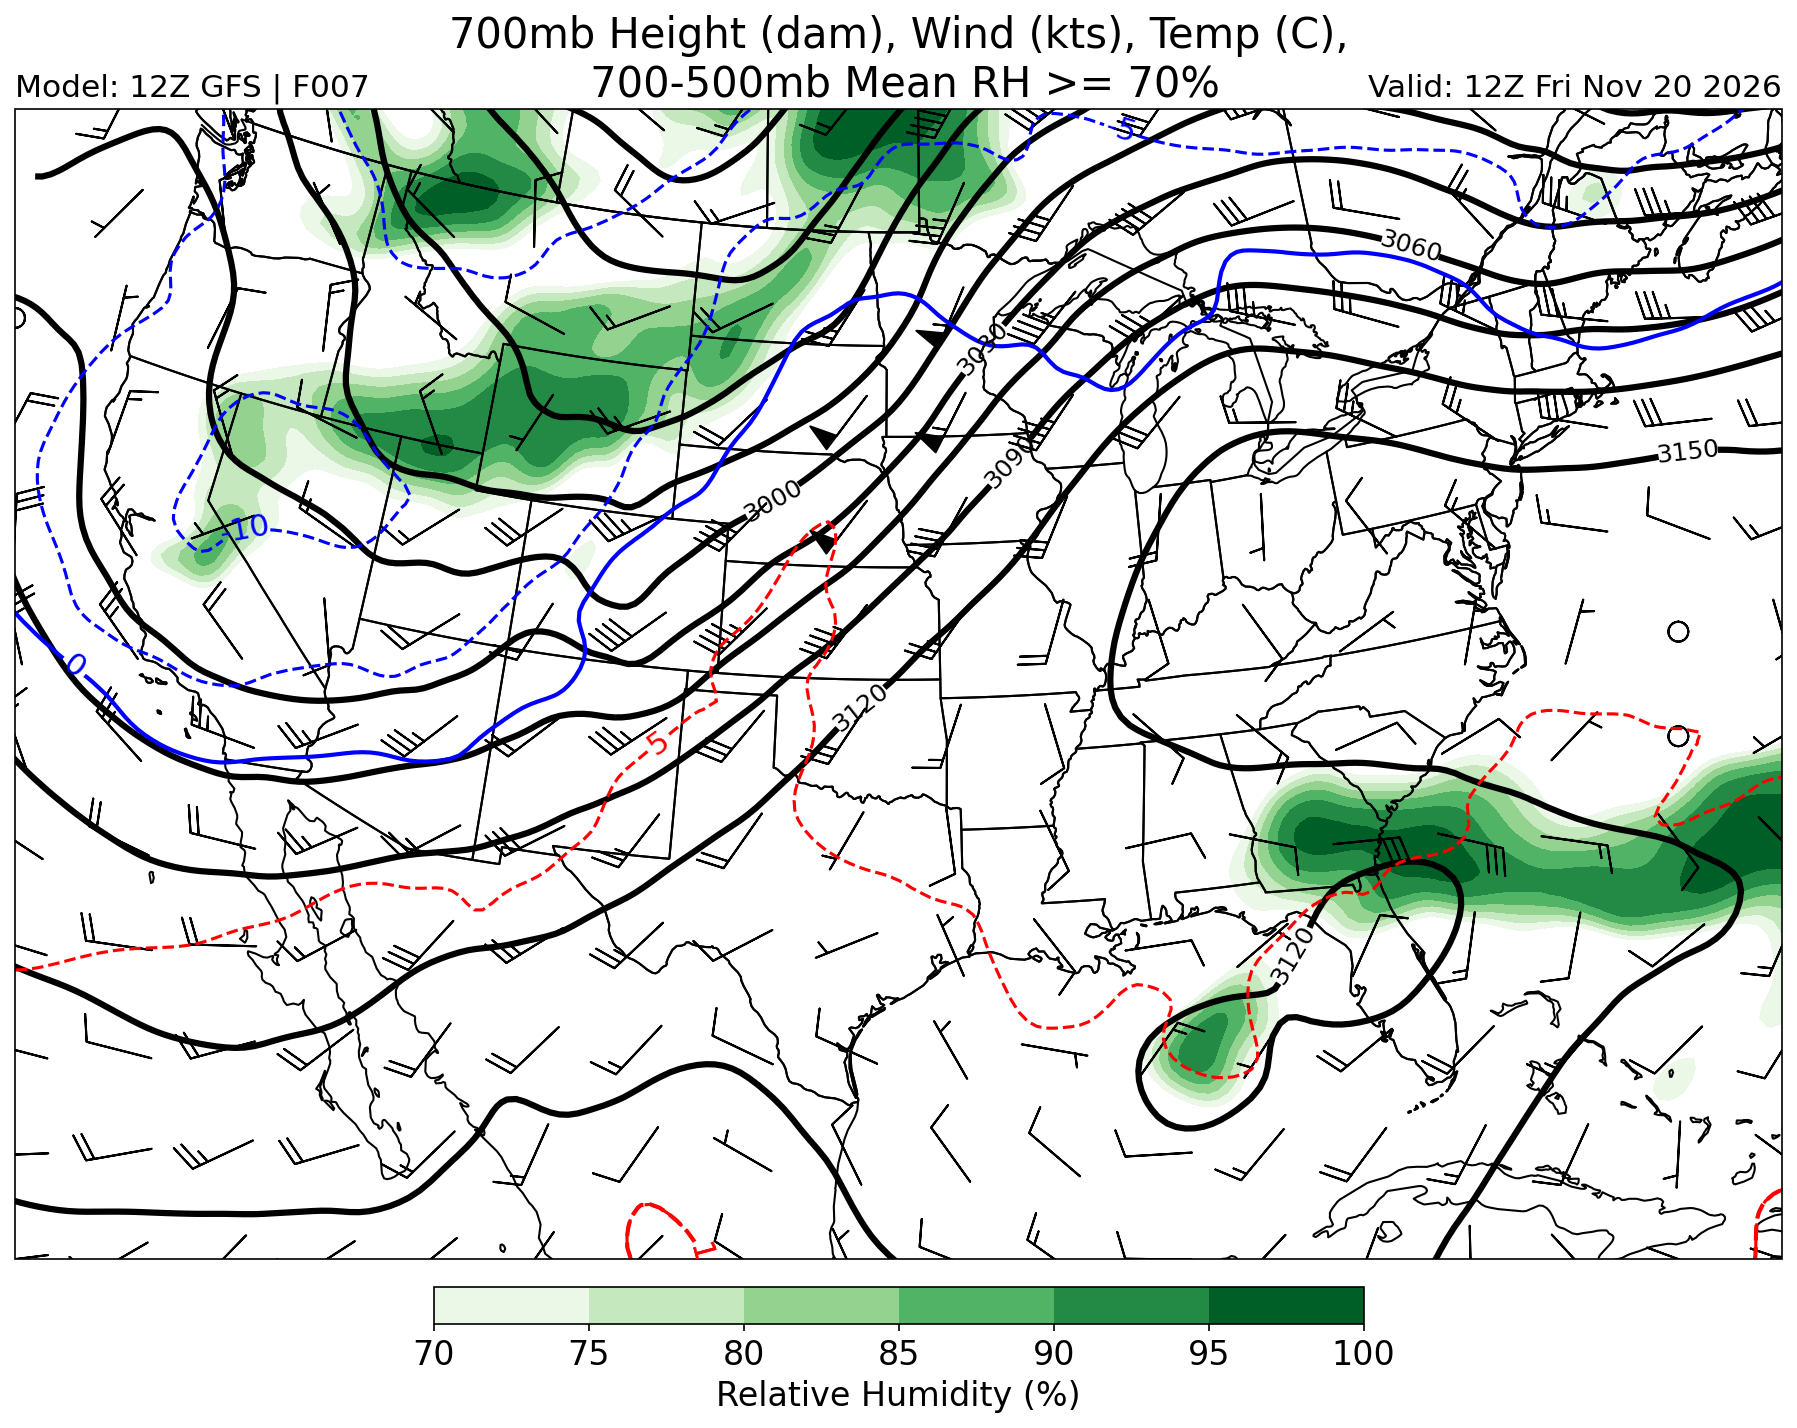 700mb Height (dam), Wind (kts), Temp (C),
700-500mb Mean RH >= 70%
Model: 12Z GFS | F007
Valid: 12Z Fri Nov 20 2026
-5
3060
3030
3150
3090
3000
-10
0
5
3120
3120
70 75 80 85 90 95 100
Relative Humidity (%)